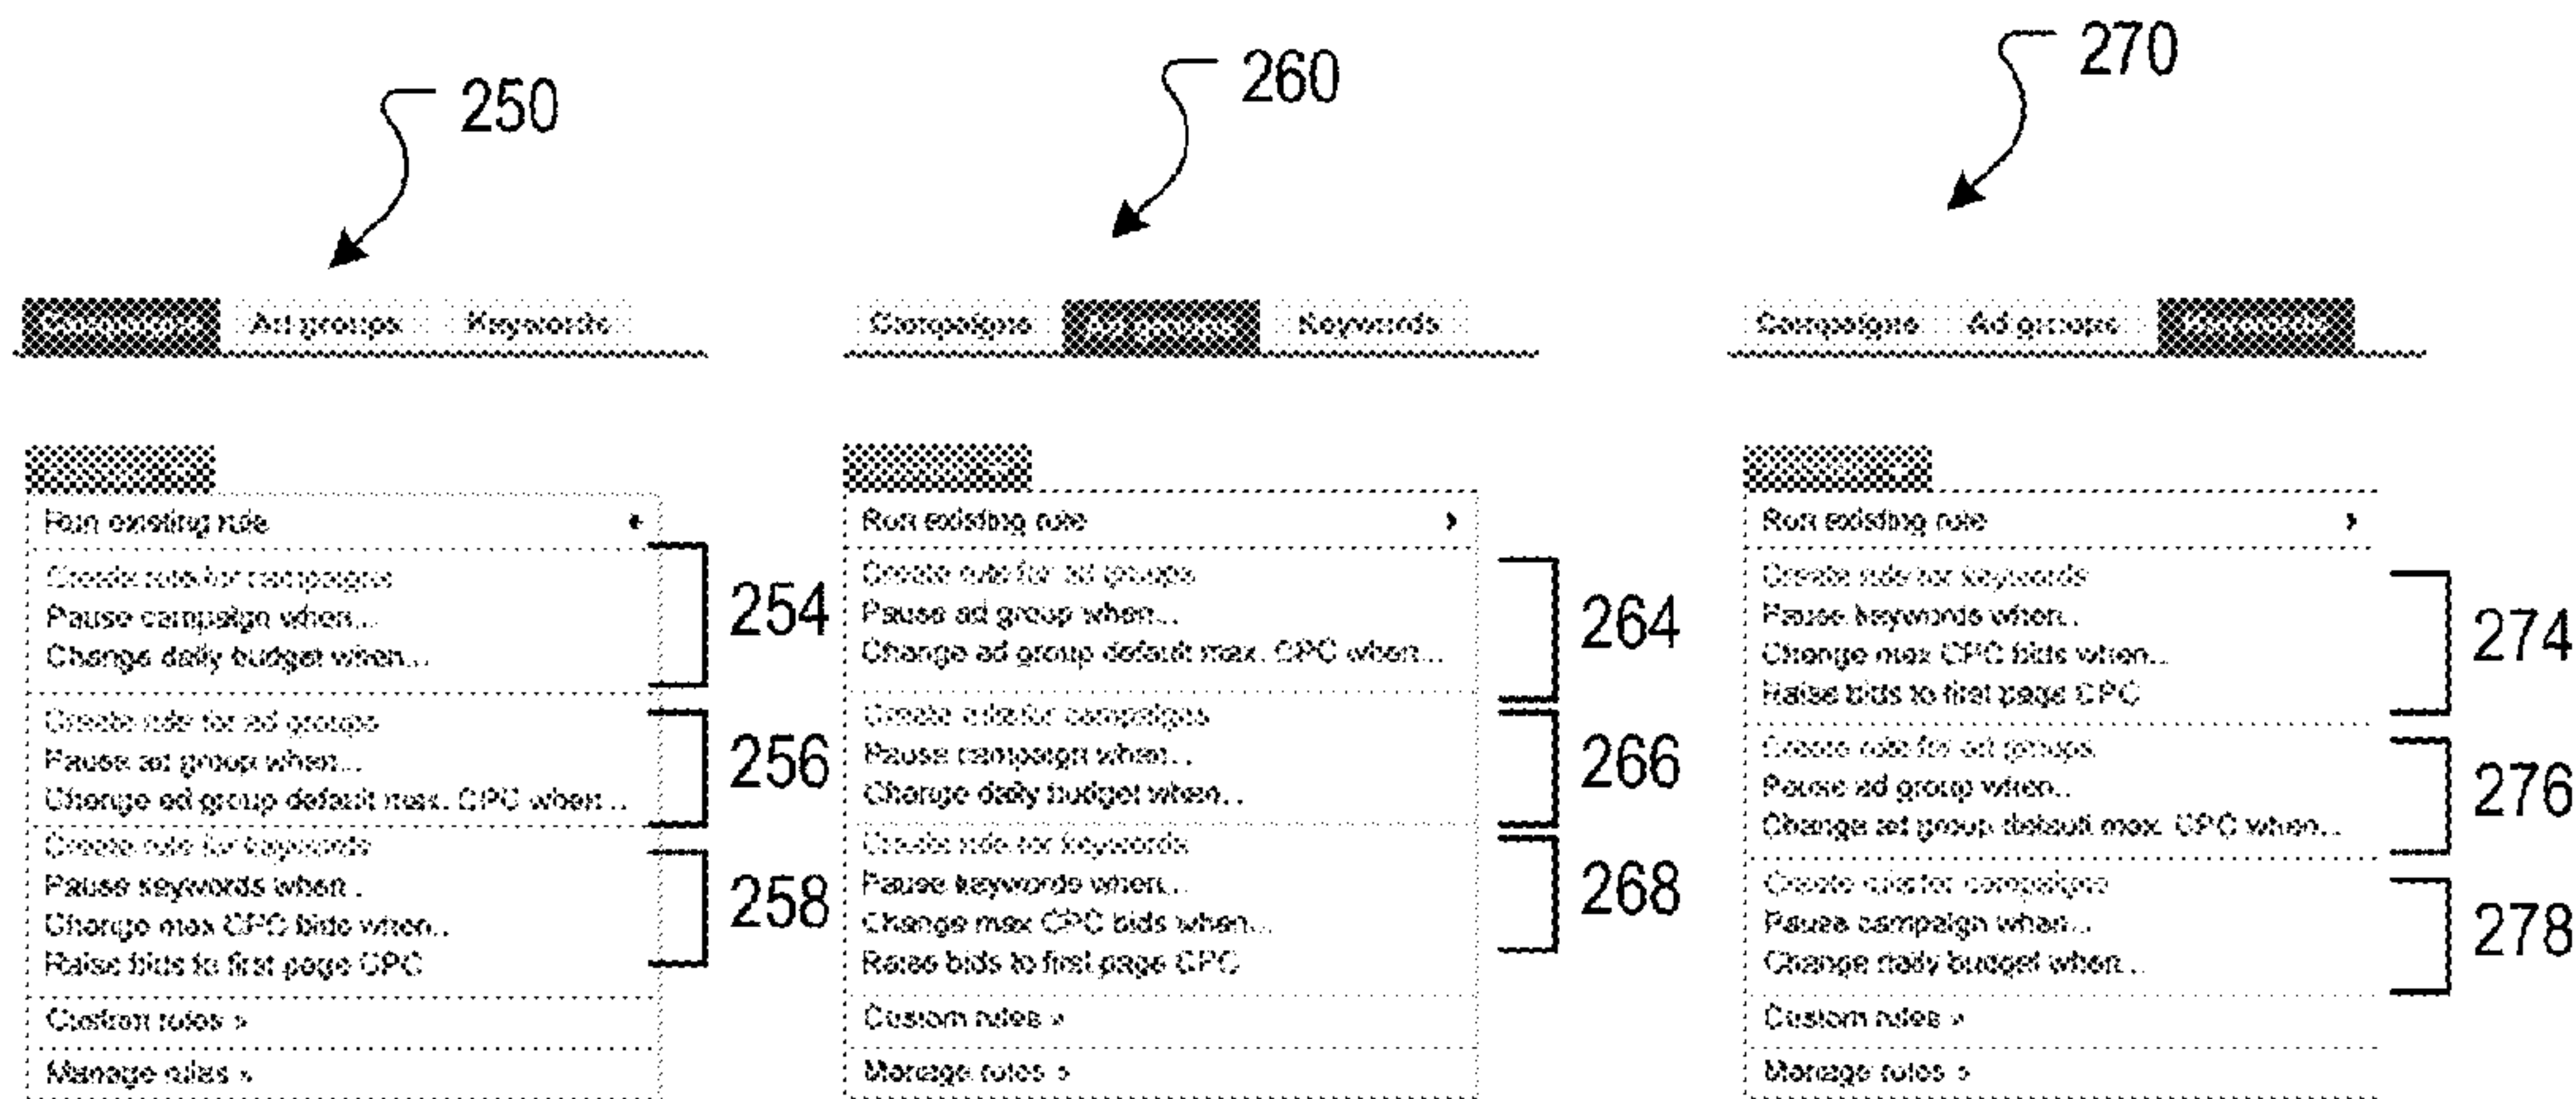 250
260
270
Campaigns Ad groups Keywords
Campaigns Ad groups Keywords
Campaigns Ad groups Keywords
Run existing rule
Create rule for campaigns
Pause campaign when...
Change daily budget when...
254
Create rule for ad groups
Pause ad group when...
Change ad group default max. CPC when...
256
Create rule for keywords
Pause keywords when...
Change max CPC bids when...
Raise bids to first page CPC
258
Custom rules »
Manage rules »
Run existing rule
Create rule for ad groups
Pause ad group when...
Change ad group default max. CPC when...
264
Create rule for campaigns
Pause campaign when...
Change daily budget when...
266
Create rule for keywords
Pause keywords when...
Change max CPC bids when...
Raise bids to first page CPC
268
Custom rules »
Manage rules »
Run existing rule
Create rule for keywords
Pause keywords when...
Change max CPC bids when...
Raise bids to first page CPC
274
Create rule for ad groups
Pause ad group when...
Change ad group default max. CPC when...
276
Create rule for campaigns
Pause campaign when...
Change daily budget when...
278
Custom rules »
Manage rules »